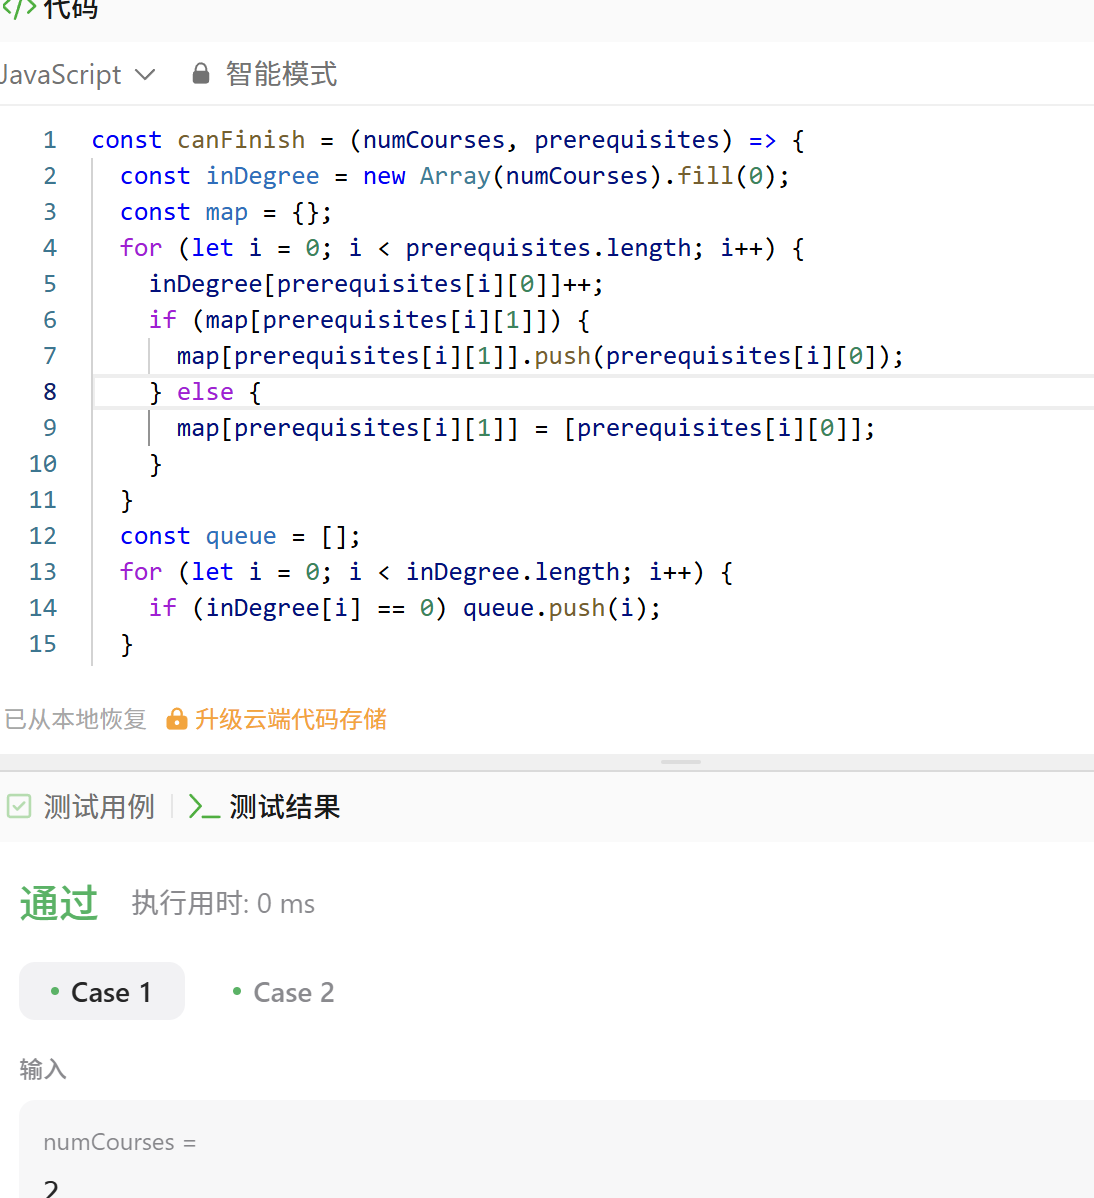 </> 代码
JavaScript 智能模式
1 const canFinish = (numCourses, prerequisites) => {
2 const inDegree = new Array(numCourses).fill(0);
3 const map = {};
4 for (let i = 0; i < prerequisites.length; i++) {
5 inDegree[prerequisites[i][0]]++;
6 if (map[prerequisites[i][1]]) {
7 map[prerequisites[i][1]].push(prerequisites[i][0]);
8 } else {
9 map[prerequisites[i][1]] = [prerequisites[i][0]];
10 }
11 }
12 const queue = [];
13 for (let i = 0; i < inDegree.length; i++) {
14 if (inDegree[i] == 0) queue.push(i);
15 }
已从本地恢复 升级云端代码存储
测试用例 >_ 测试结果
通过 执行用时: 0 ms
Case 1 Case 2
输入
numCourses =
2